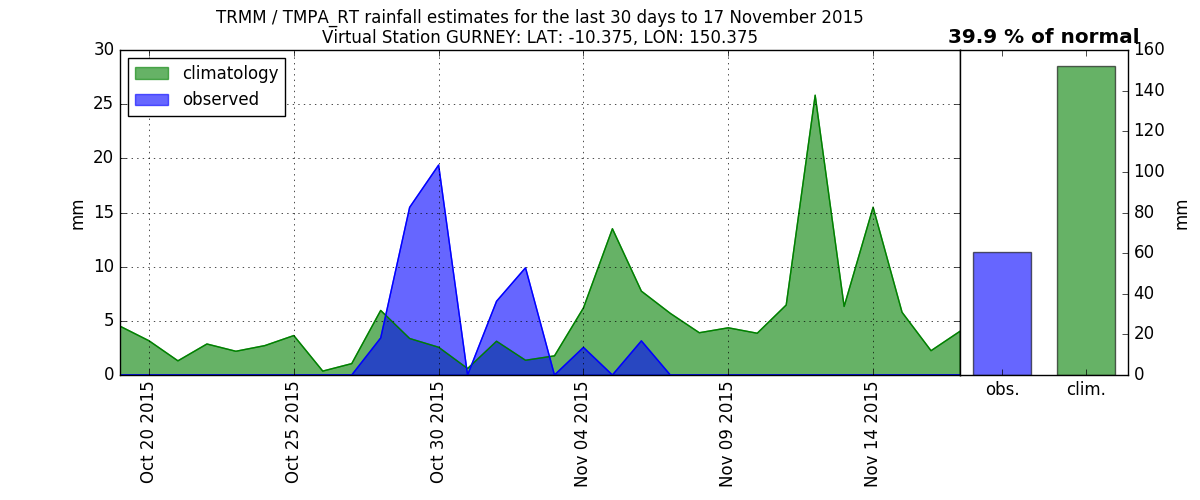 TRMM / TMPA_RT rainfall estimates for the last 30 days to 17 November 2015
Virtual Station GURNEY: LAT: -10.375, LON: 150.375
39.9 % of normal
climatology
observed
30
25
20
15
10
5
0
mm
Oct 20 2015
Oct 25 2015
Oct 30 2015
Nov 04 2015
Nov 09 2015
Nov 14 2015
160
140
120
100
80
60
40
20
0
mm
obs.
clim.